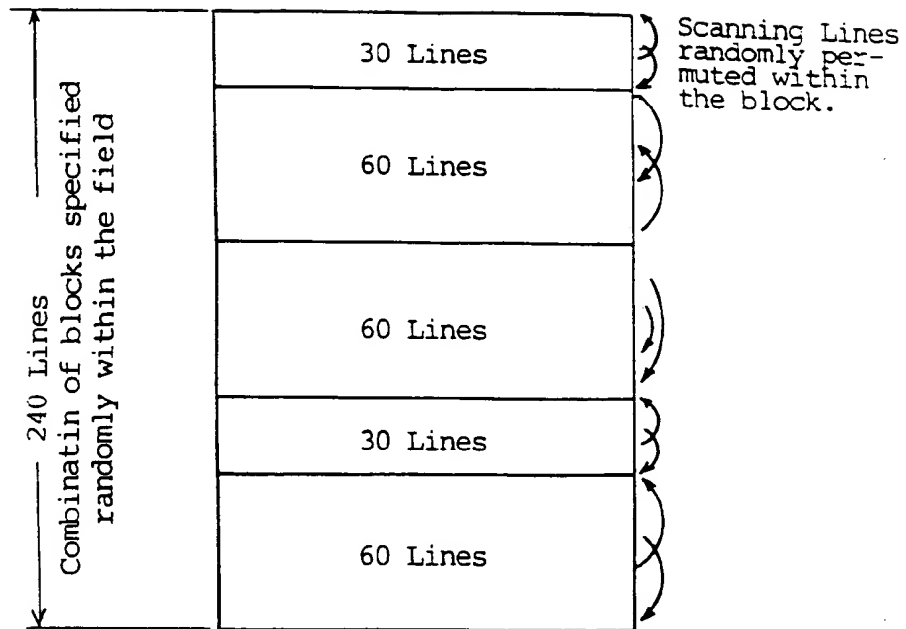 240 Lines
Combinatin of blocks specified
randomly within the field
30 Lines
60 Lines
60 Lines
30 Lines
60 Lines
Scanning Lines
randomly per-
muted within
the block.